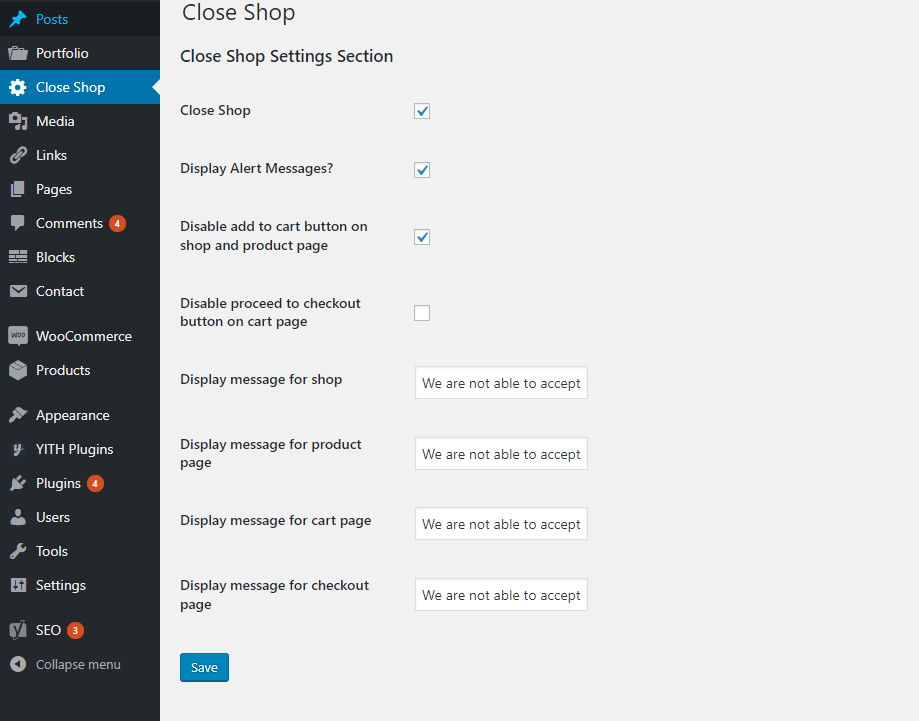 Posts
Portfolio
Close Shop
Media
Links
Pages
Comments 4
Blocks
Contact
WOO WooCommerce
Products
Appearance
YITH Plugins
Plugins 4
Users
Tools
Settings
SEO 3
Collapse menu
Close Shop
Close Shop Settings Section
Close Shop
Display Alert Messages?
Disable add to cart button on
shop and product page
Disable proceed to checkout
button on cart page
Display message for shop
We are not able to accept
Display message for product
page
We are not able to accept
Display message for cart page
We are not able to accept
Display message for checkout
page
We are not able to accept
Save